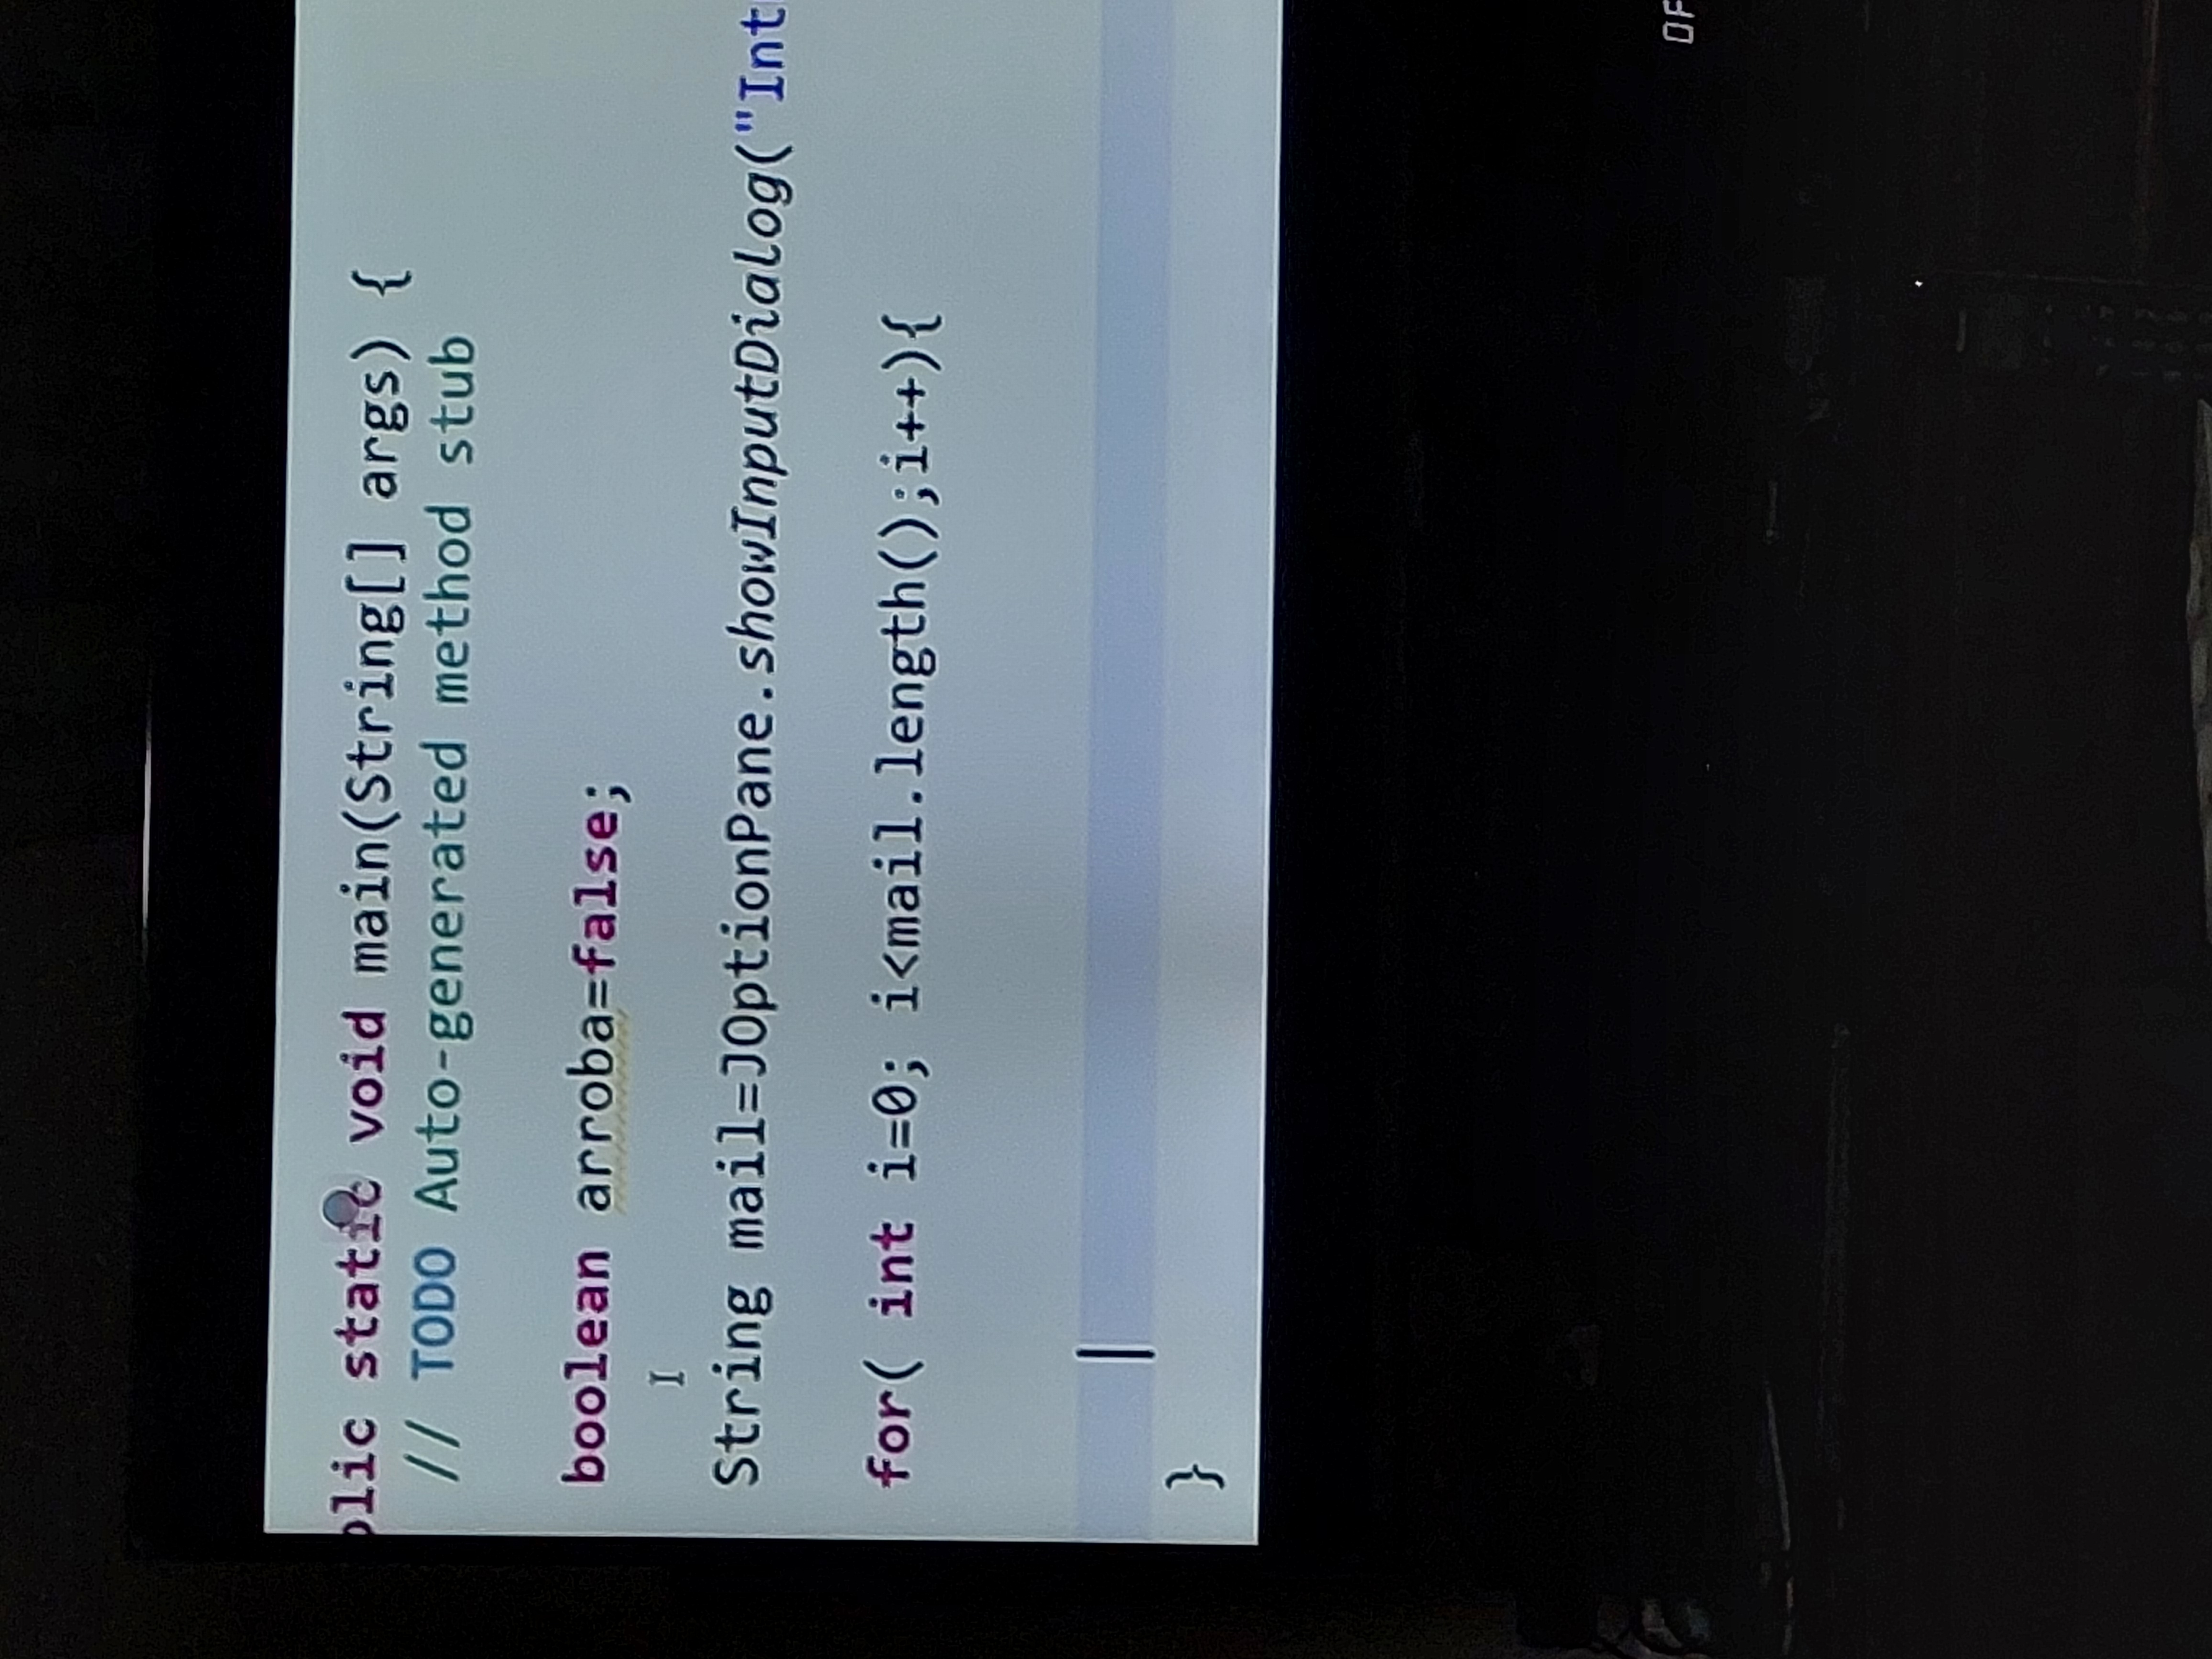 blic static void main(String[] args) {
// TODO Auto-generated method stub
boolean arroba=false;
String mail=JOptionPane.showInputDialog("Int
for( int i=0; i<mail.length();i++){
}
OF